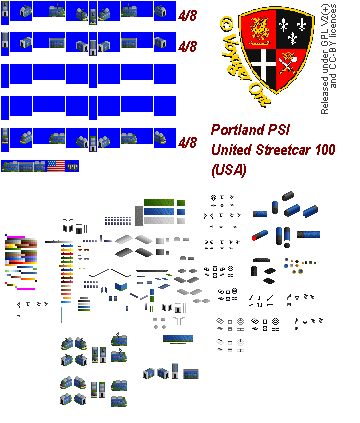 4/8
4/8
4/8
© Voyager One
Released under GPL V2(+)
and CC-BY licences
Portland PSI
United Streetcar 100
(USA)